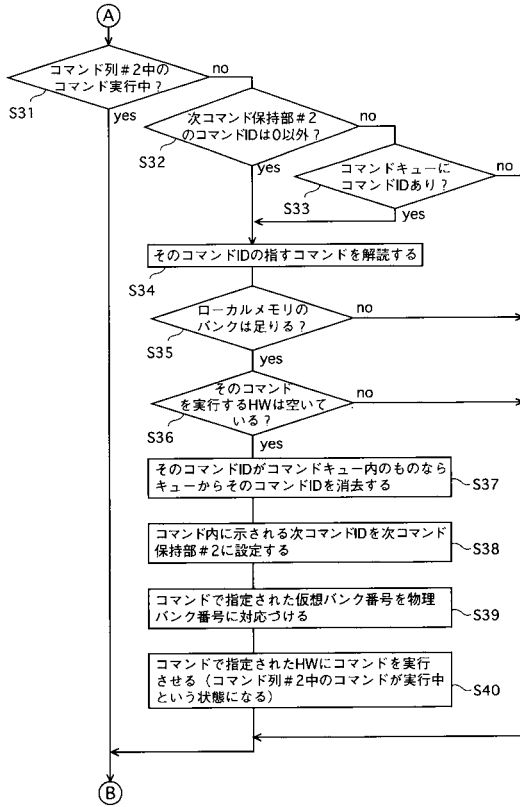 A
コマンド列#2中の
コマンド実行中?
no
S31
yes
次コマンド保持部#2
のコマンドIDは0以外?
no
S32
yes
コマンドキューに
コマンドIDあり?
no
S33
yes
そのコマンドIDの指すコマンドを解読する
S34
ローカルメモリの
バンクは足りる?
no
S35
yes
そのコマンド
を実行するHWは空いて
いる?
no
S36
yes
そのコマンドIDがコマンドキュー内のものなら
キューからそのコマンドIDを消去する
S37
コマンド内に示される次コマンドIDを次コマンド
保持部#2に設定する
S38
コマンドで指定された仮想バンク番号を物理
バンク番号に対応づける
S39
コマンドで指定されたHWにコマンドを実行
させる(コマンド列#2中のコマンドが実行中
という状態になる)
S40
B